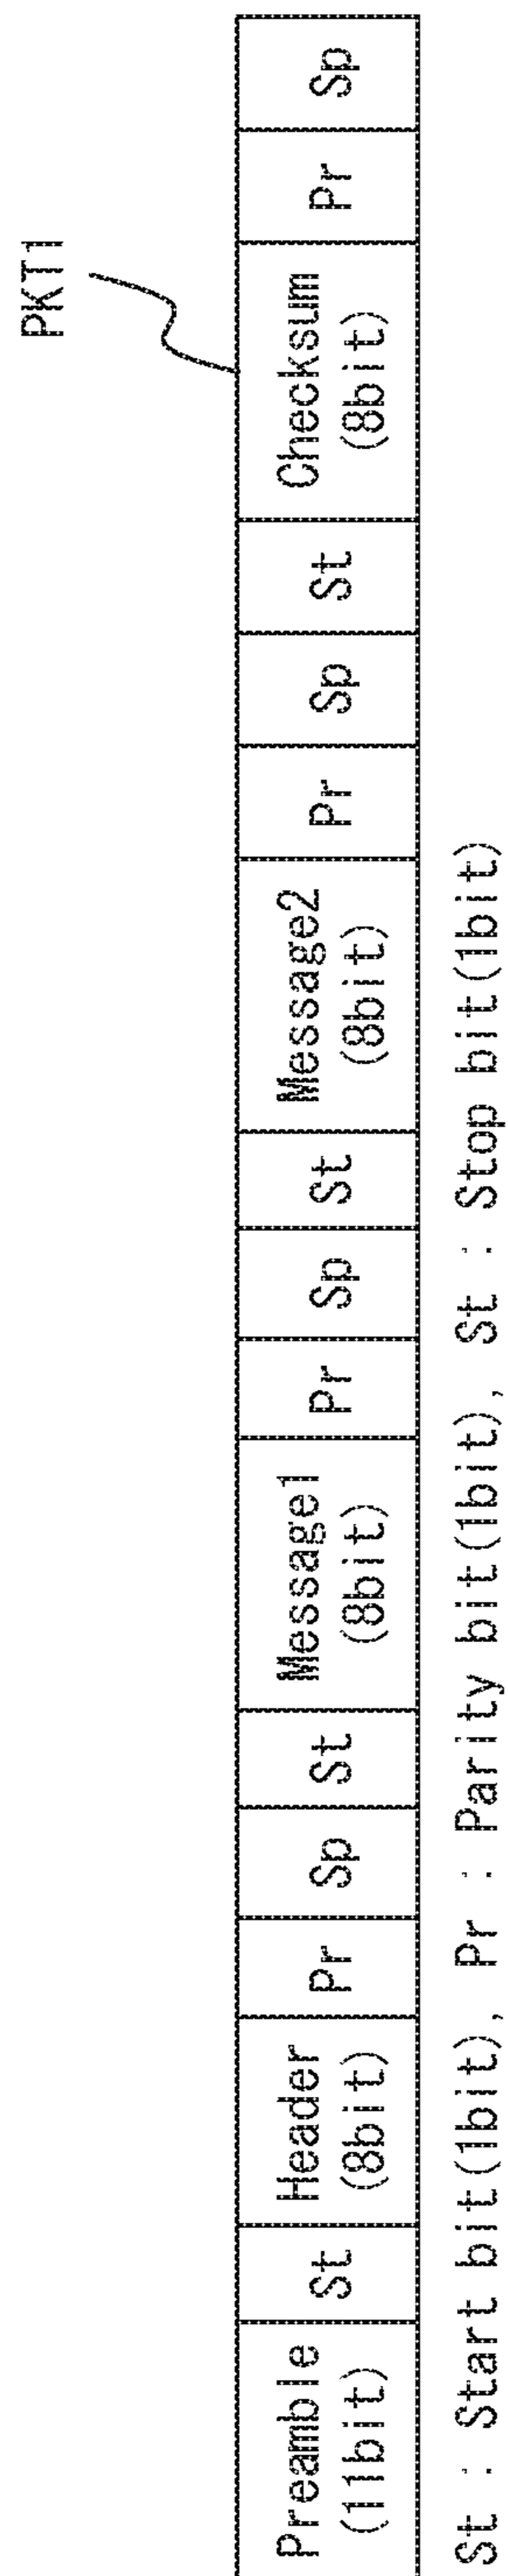 PKT1
Preamble
(11bit)
St
Header
(8bit)
Pr
Sp
St
Message1
(8bit)
Pr
Sp
St
Message2
(8bit)
Pr
Sp
St
Checksum
(8bit)
Pr
Sp
St : Start bit(1bit), Pr : Parity bit(1bit), St : Stop bit(1bit)